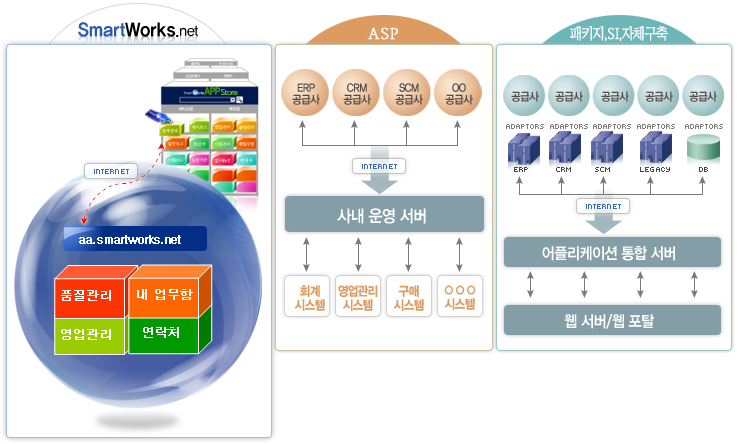 SmartWorks.net
APP Store
INTERNET
aa.smartworks.net
품질관리
내 업무함
영업관리
연락처
ASP
ERP
공급사
CRM
공급사
SCM
공급사
OO
공급사
INTERNET
사내 운영 서버
회계
시스템
영업관리
시스템
구매
시스템
○○○
시스템
패키지,SI,자체구축
공급사
공급사
공급사
공급사
공급사
ADAPTORS
ADAPTORS
ADAPTORS
ADAPTORS
ADAPTORS
ERP
CRM
SCM
LEGACY
DB
INTERNET
어플리케이션 통합 서버
웹 서버/웹 포탈